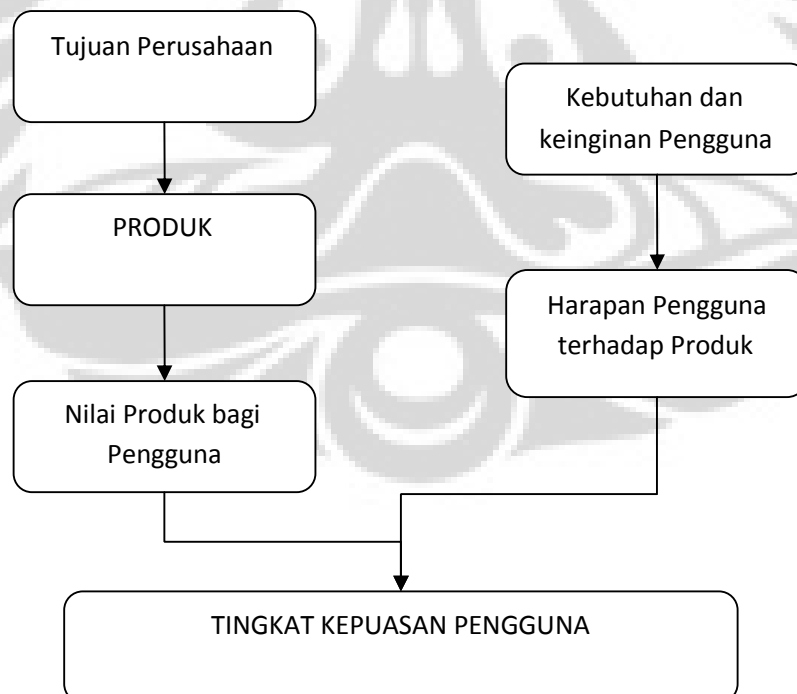 Tujuan Perusahaan
PRODUK
Nilai Produk bagi
Pengguna
Kebutuhan dan
keinginan Pengguna
Harapan Pengguna
terhadap Produk
TINGKAT KEPUASAN PENGGUNA